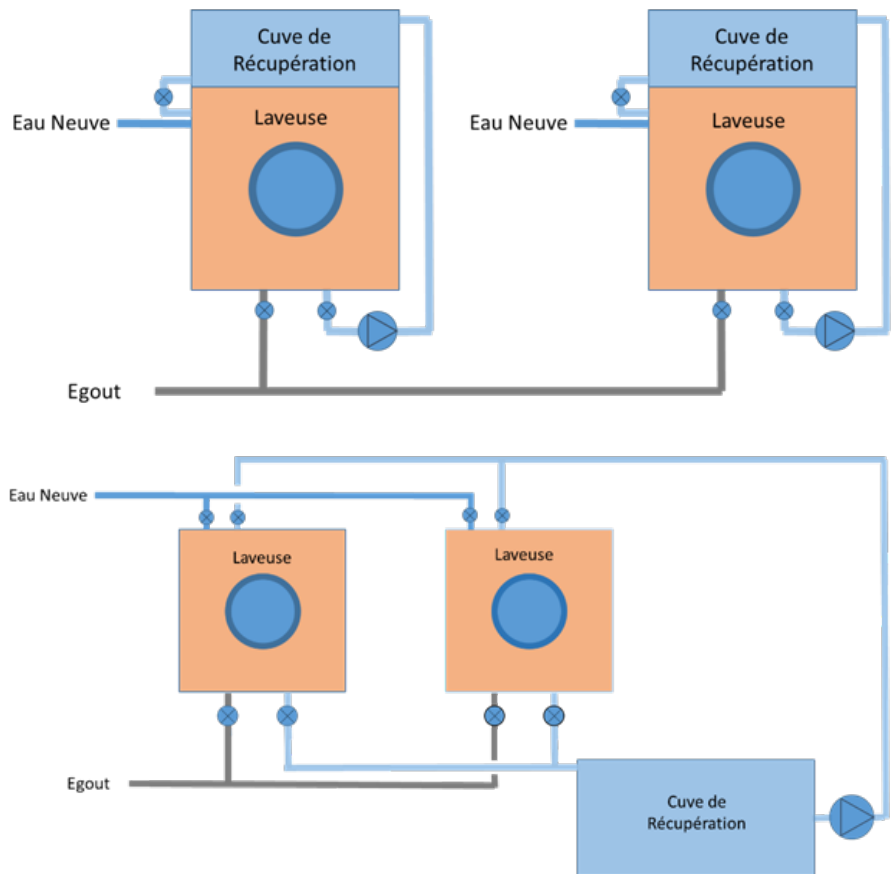 Cuve de
Récupération
Cuve de
Récupération
Eau Neuve
Laveuse
Eau Neuve
Laveuse
Egout
Eau Neuve
Laveuse
Laveuse
Egout
Cuve de
Récupération